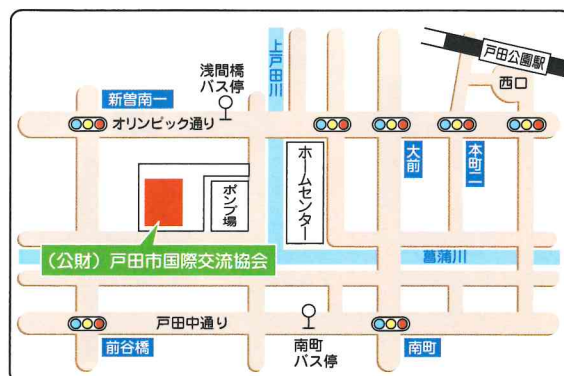 戸田公園駅
西口
上戸田川
浅間橋
バス停
新曽南一
オリンピック通り
大前
本町二
ホームセンター
ポンプ場
（公財）戸田市国際交流協会
菖蒲川
戸田中通り
前谷橋
南町
バス停
南町